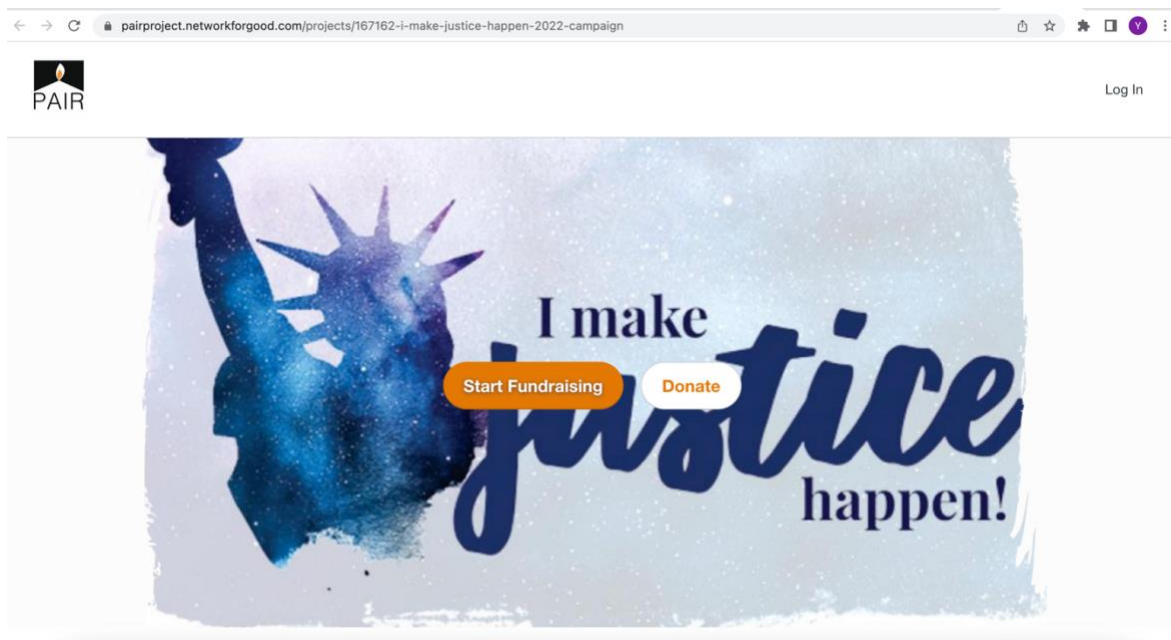 pairproject.networkforgood.com/projects/167162-i-make-justice-happen-2022-campaign
Y
PAIR
Log In
I make
justice
Start Fundraising
Donate
happen!